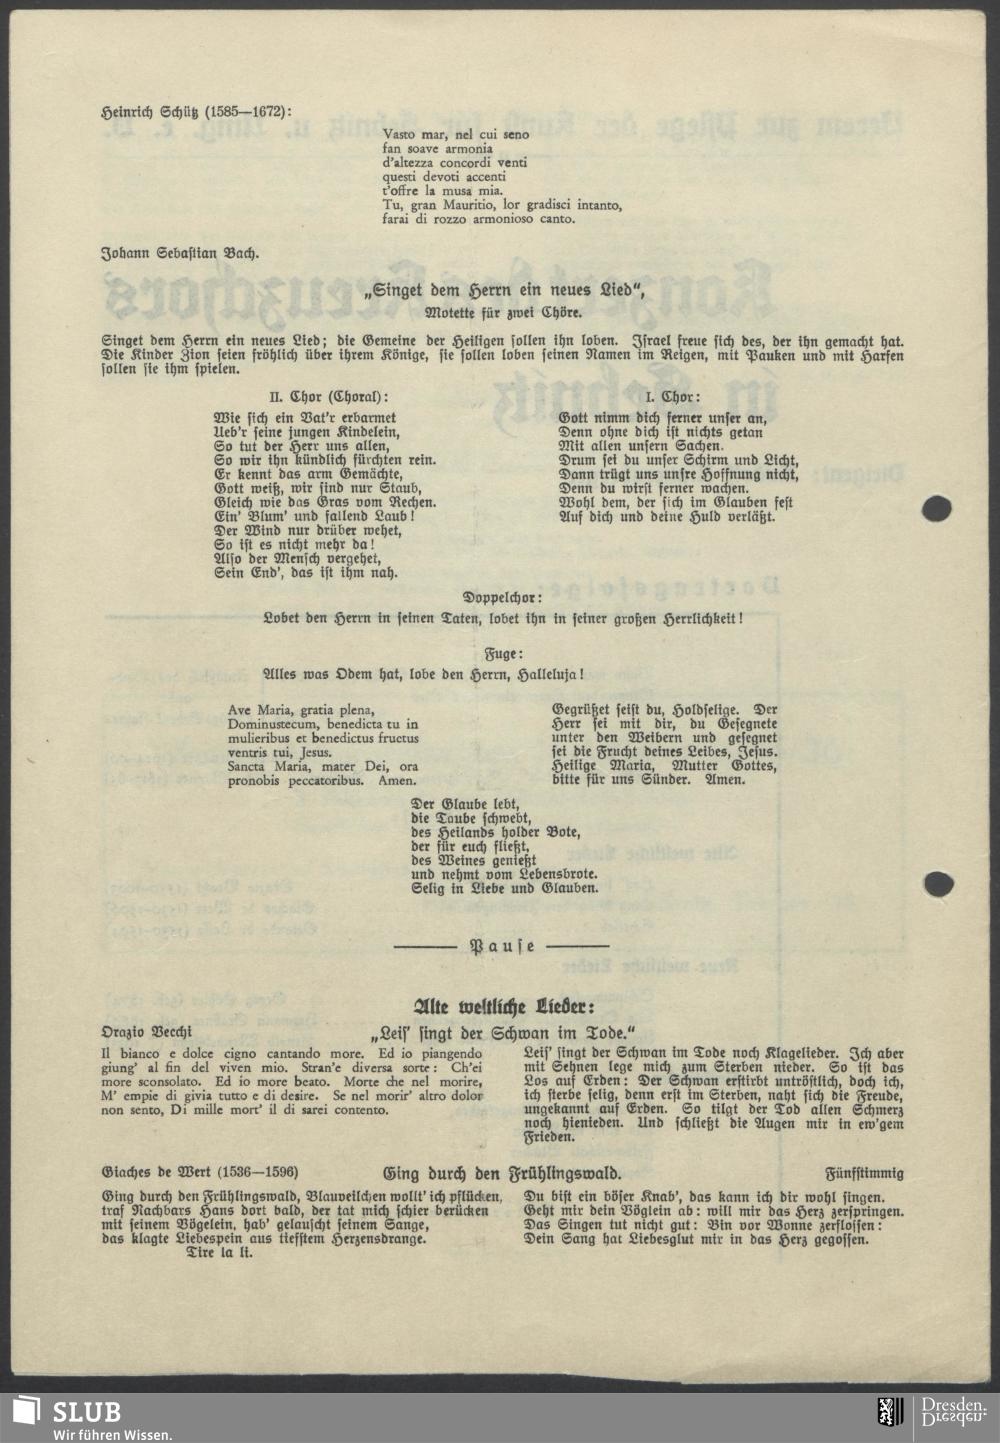 Heinrich Schütz (1585—1672):
Vasto mar, nel cui seno
fan soave armonia
d'altezza concordi venti
questi devoti accenti
t'offre la musa mia.
Tu, gran Mauritio, lor gradisci intanto,
farai di rozzo armonioso canto.
Johann Sebastian Bach.
„Singet dem Herrn ein neues Lied“,
Motette für zwei Chöre.
Singet dem Herrn ein neues Lied; die Gemeine der Heiligen sollen ihn loben. Israel freue sich des, der ihn gemacht hat.
Die Kinder Zion seien fröhlich über ihrem Könige, sie sollen loben seinen Namen im Reigen, mit Pauken und mit Harfen
sollen sie ihm spielen.
II. Chor (Choral):
Wie sich ein Vat'r erbarmet
Ueb'r seine jungen Kindelein,
So tut der Herr uns allen,
So wir ihn kündlich fürchten rein.
Er kennt das arm Gemächte,
Gott weiß, wir sind nur Staub,
Gleich wie das Gras vom Rechen.
Ein' Blum' und fallend Laub!
Der Wind nur drüber wehet,
So ist es nicht mehr da!
Also der Mensch vergehet,
Sein End', das ist ihm nah.
I. Chor:
Gott nimm dich ferner unser an,
Denn ohne dich ist nichts getan
Mit allen unsern Sachen.
Drum sei du unser Schirm und Licht,
Dann trügt uns unsre Hoffnung nicht,
Denn du wirst ferner wachen.
Wohl dem, der sich im Glauben fest
Auf dich und deine Huld verläßt.
Doppelchor:
Lobet den Herrn in seinen Taten, lobet ihn in seiner großen Herrlichkeit!
Fuge:
Alles was Odem hat, lobe den Herrn, Halleluja!
Ave Maria, gratia plena,
Dominustecum, benedicta tu in
mulieribus et benedictus fructus
ventris tui, Jesus.
Sancta Maria, mater Dei, ora
pronobis peccatoribus. Amen.
Gegrüßet seist du, Holdselige. Der
Herr sei mit dir, du Gesegnete
unter den Weibern und gesegnet
sei die Frucht deines Leibes, Jesus.
Heilige Maria, Mutter Gottes,
bitte für uns Sünder. Amen.
Der Glaube lebt,
die Taube schwebt,
des Heilands holder Bote,
der für euch fließt,
des Weines genießt
und nehmt vom Lebensbrote.
Selig in Liebe und Glauben.
Pause
Alte weltliche Lieder:
Orazio Vecchi
„Leis' singt der Schwan im Tode.“
Il bianco e dolce cigno cantando more. Ed io piangendo
giung' al fin del viven mio. Stran'e diversa sorte: Ch'ei
more sconsolato. Ed io more beato. Morte che nel morire,
M' empie di givia tutto e di desire. Se nel morir' altro dolor
non sento, Di mille mort' il di sarei contento.
Leis' singt der Schwan im Tode noch Klagelieder. Ich aber
mit Sehnen lege mich zum Sterben nieder. So ist das
Los auf Erden: Der Schwan erstirbt untröstlich, doch ich,
ich sterbe selig, denn erst im Sterben, naht sich die Freude,
ungekannt auf Erden. So tilgt der Tod allen Schmerz
noch hienieden. Und schließt die Augen mir in ew'gem
Frieden.
Giaches de Wert (1536—1596)
Ging durch den Frühlingswald.
Fünfstimmig
Ging durch den Frühlingswald, Blauveilchen wollt' ich pflücken,
traf Nachbars Hans dort bald, der tat mich schier berücken
mit seinem Vögelein, hab' gelauscht seinem Sange,
das klagte Liebespein aus tiefstem Herzensdrange.
Tire la li.
Du bist ein böser Knab', das kann ich dir wohl singen.
Geht mir dein Vöglein ab: will mir das Herz zerspringen.
Das Singen tut nicht gut: Bin vor Wonne zerflossen:
Dein Sang hat Liebesglut mir in das Herz gegossen.
SLUB
Wir führen Wissen.
Dresden.
Dresden.